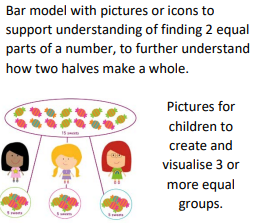 Bar model with pictures or icons to
support understanding of finding 2 equal
parts of a number, to further understand
how two halves make a whole.
15 sweets
Pictures for
children to
create and
visualise 3 or
more equal
groups.
5 sweets 5 sweets 5 sweets